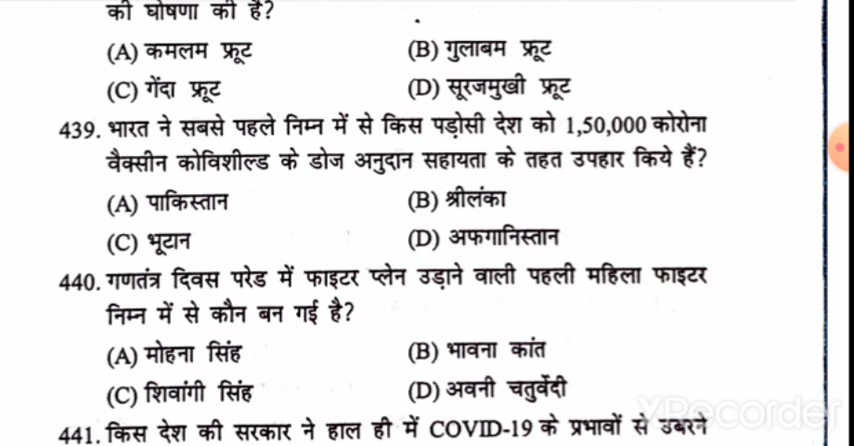 की घोषणा की है?
(A) कमलम फ्रूट (B) गुलाबम फ्रूट
(C) गेंदा फ्रूट (D) सूरजमुखी फ्रूट
439. भारत ने सबसे पहले निम्न में से किस पड़ोसी देश को 1,50,000 कोरोना
वैक्सीन कोविशील्ड के डोज अनुदान सहायता के तहत उपहार किये हैं?
(A) पाकिस्तान (B) श्रीलंका
(C) भूटान (D) अफगानिस्तान
440. गणतंत्र दिवस परेड में फाइटर प्लेन उड़ाने वाली पहली महिला फाइटर
निम्न में से कौन बन गई है?
(A) मोहना सिंह (B) भावना कांत
(C) शिवांगी सिंह (D) अवनी चतुर्वेदी
XRecorder
441. किस देश की सरकार ने हाल ही में COVID-19 के प्रभावों से उबरने